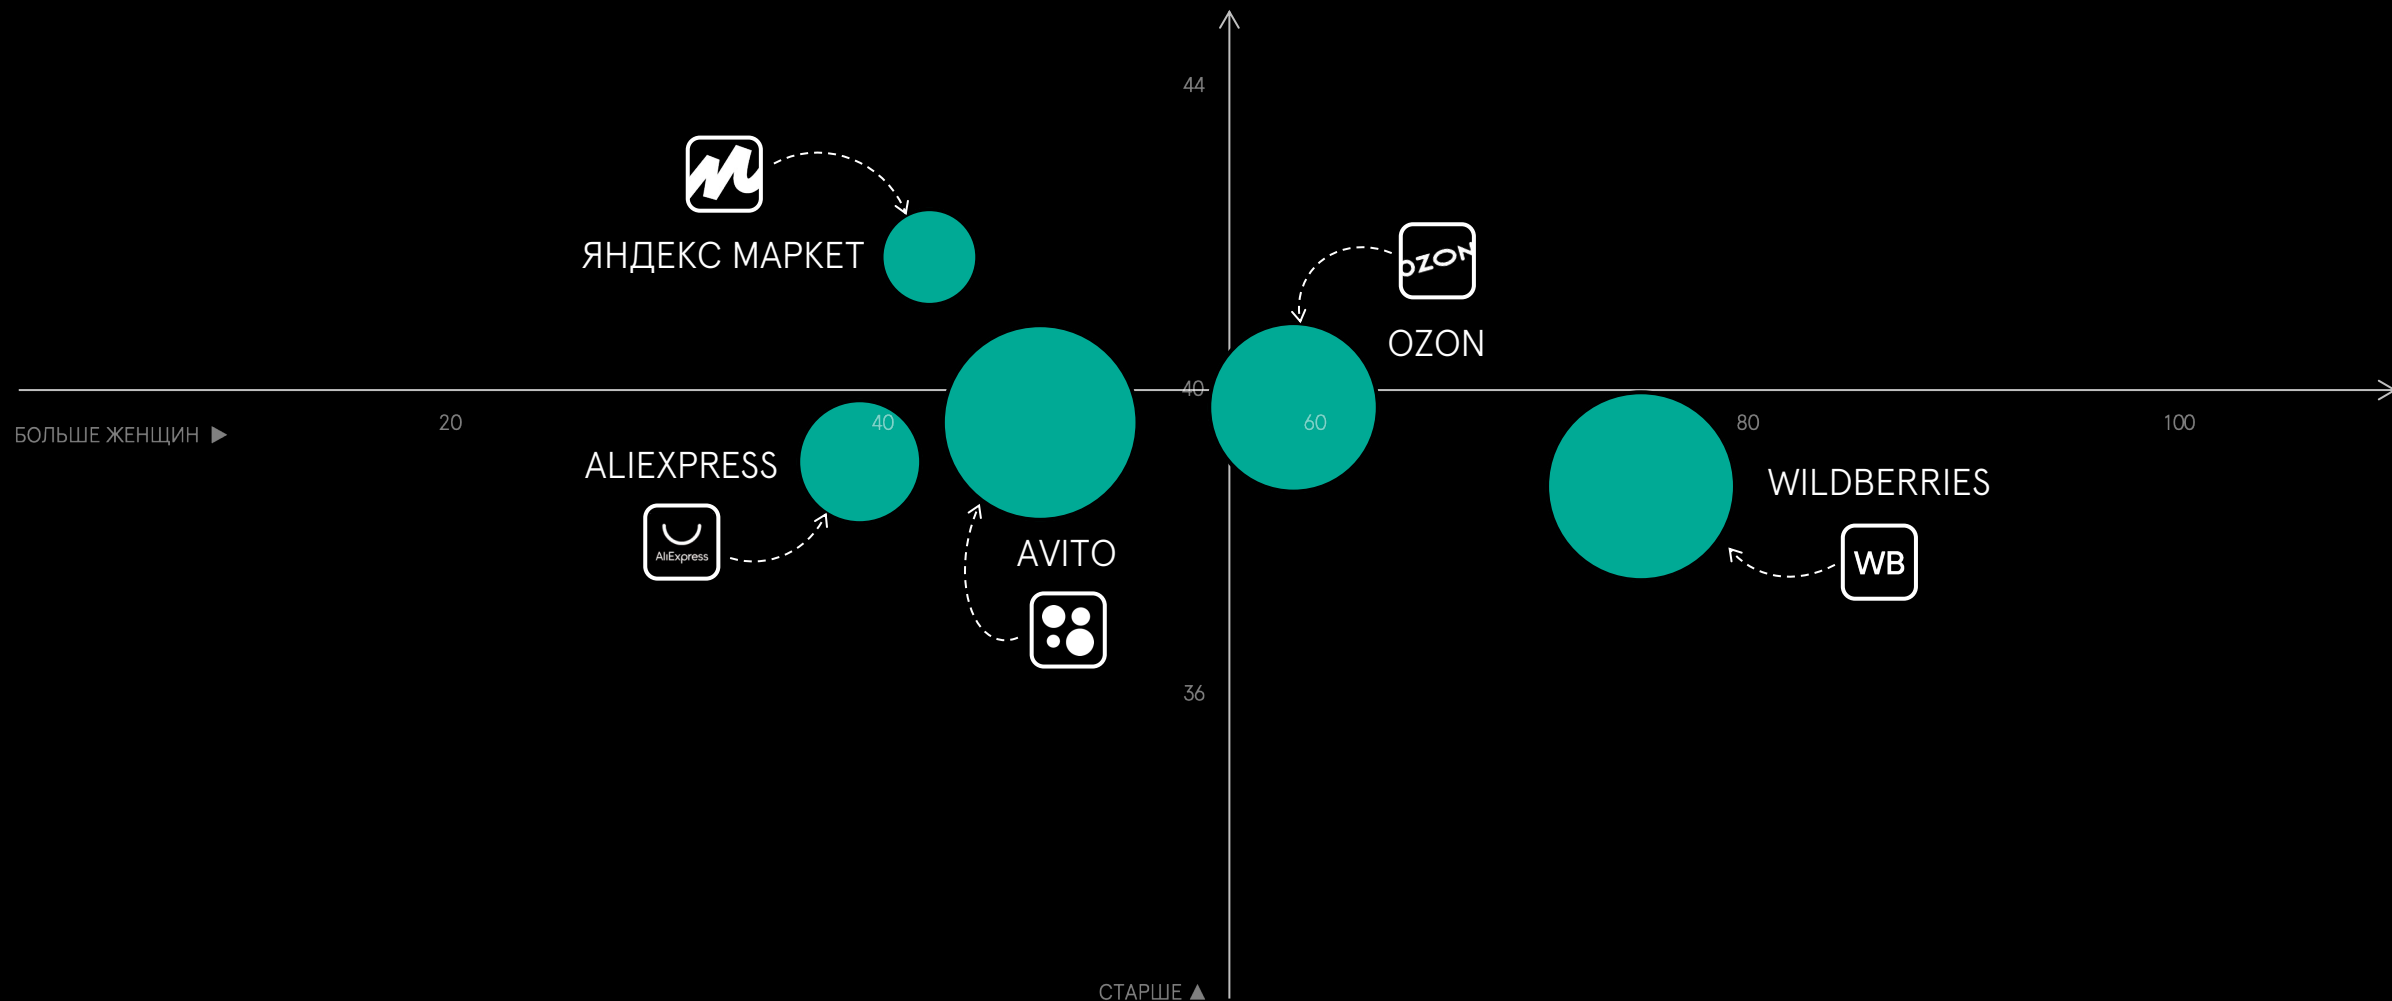 44
ЯНДЕКС МАРКЕТ
OZON
OZON
40
20
40
60
80
100
БОЛЬШЕ ЖЕНЩИН ▶
ALIEXPRESS
WILDBERRIES
AliExpress
AVITO
WB
36
СТАРШЕ ▲